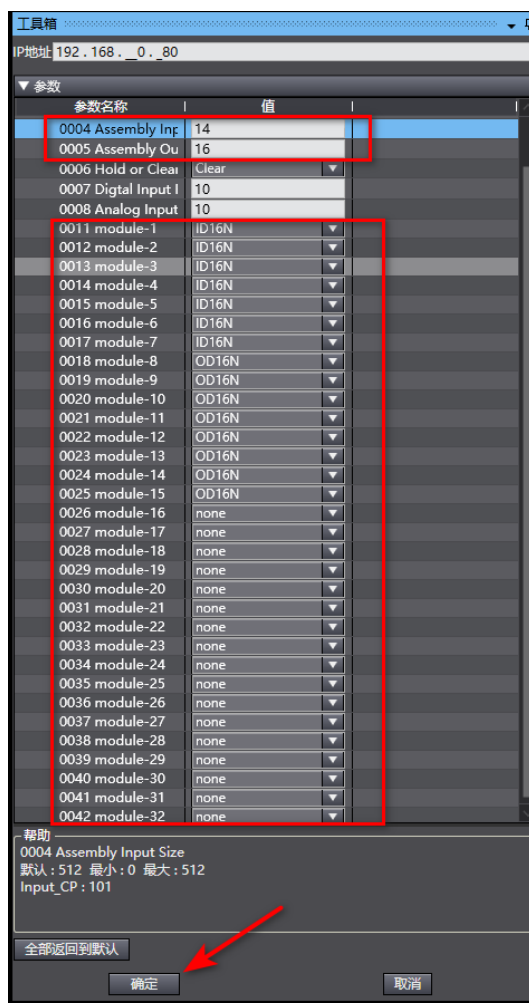 工具箱
IP地址 192 . 168 . __0 . _80
▼ 参数
参数名称 值
0004 Assembly Inp 14
0005 Assembly Ou 16
0006 Hold or Clear Clear
0007 Digtal Input I 10
0008 Analog Input 10
0011 module-1 ID16N
0012 module-2 ID16N
0013 module-3 ID16N
0014 module-4 ID16N
0015 module-5 ID16N
0016 module-6 ID16N
0017 module-7 ID16N
0018 module-8 OD16N
0019 module-9 OD16N
0020 module-10 OD16N
0021 module-11 OD16N
0022 module-12 OD16N
0023 module-13 OD16N
0024 module-14 OD16N
0025 module-15 OD16N
0026 module-16 none
0027 module-17 none
0028 module-18 none
0029 module-19 none
0030 module-20 none
0031 module-21 none
0032 module-22 none
0033 module-23 none
0034 module-24 none
0035 module-25 none
0036 module-26 none
0037 module-27 none
0038 module-28 none
0039 module-29 none
0040 module-30 none
0041 module-31 none
0042 module-32 none
帮助
0004 Assembly Input Size
默认 : 512 最小 : 0 最大 : 512
Input_CP : 101
全部返回到默认
确定 取消